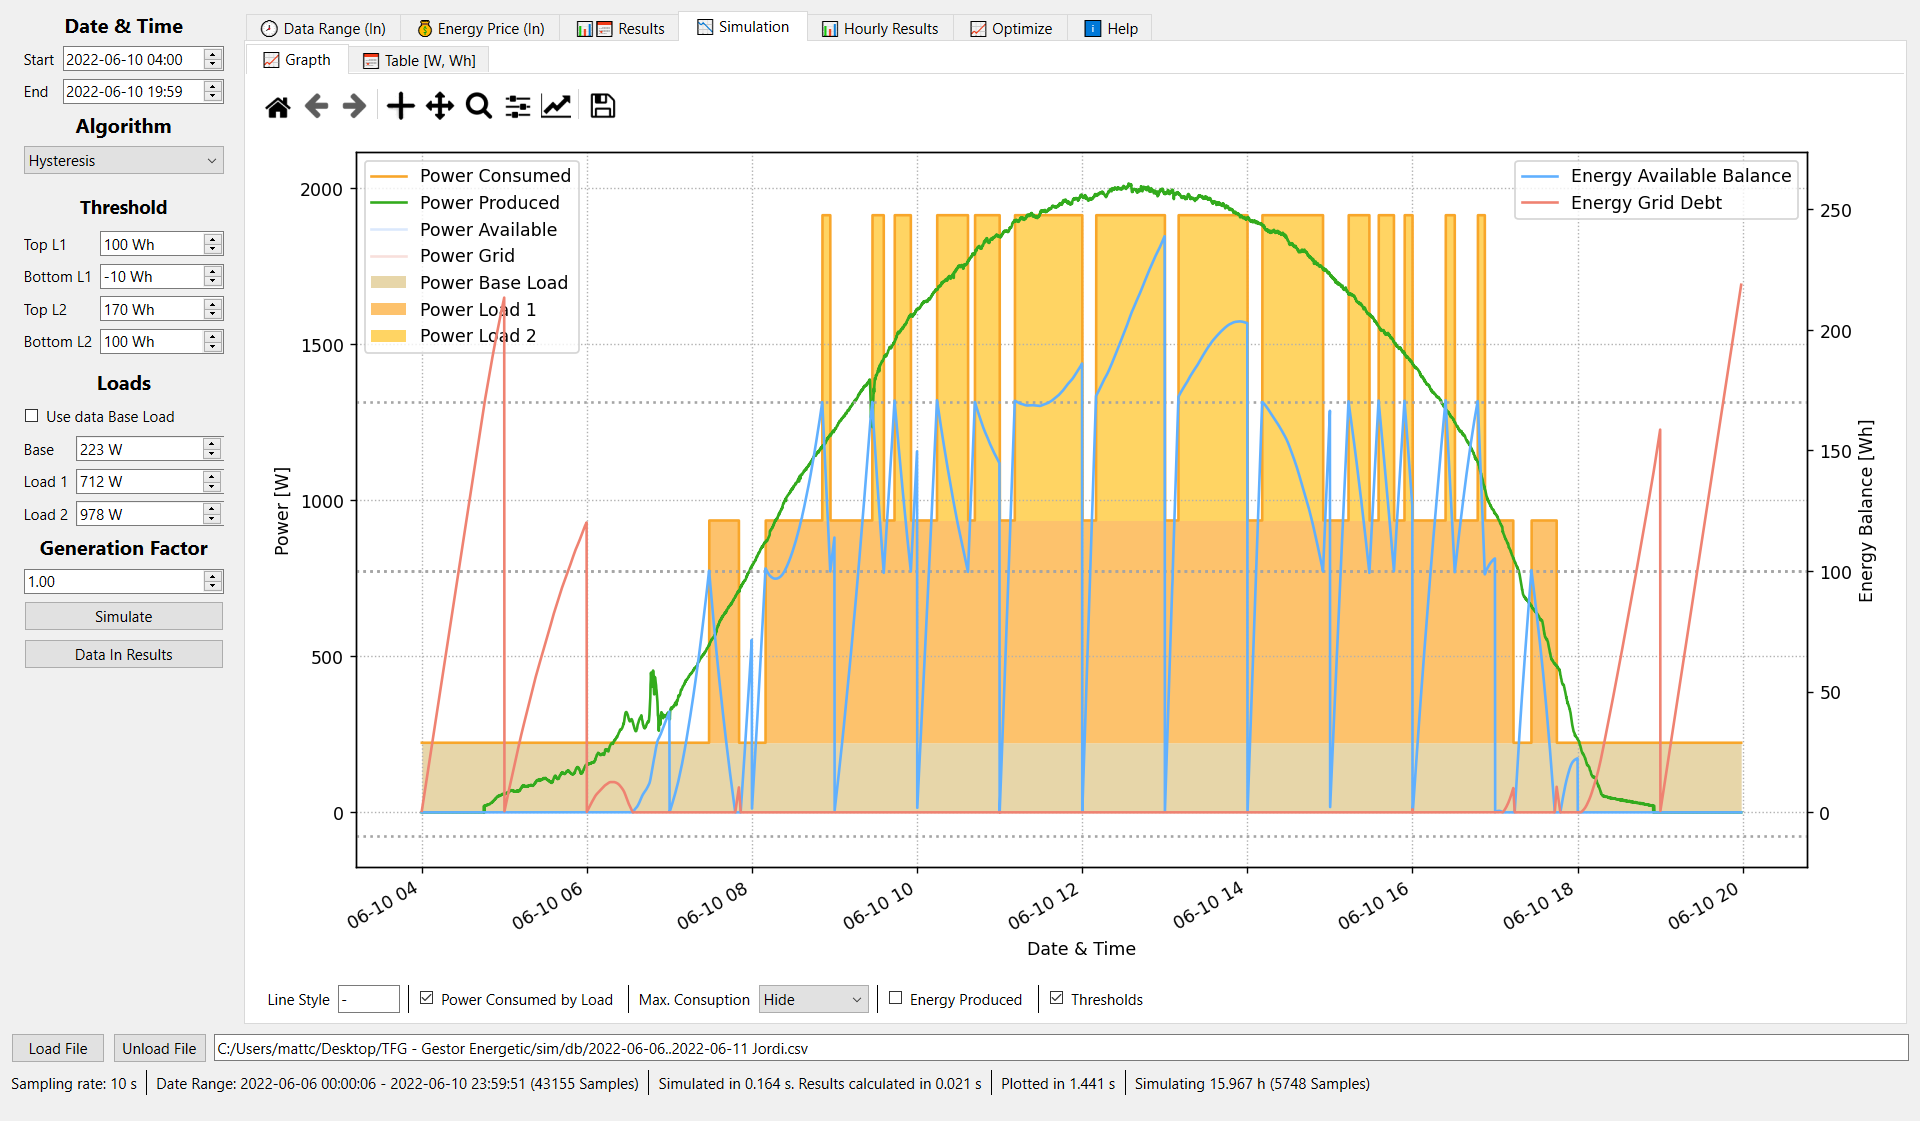 Date & Time
Start 2022-06-10 04:00
End 2022-06-10 19:59
Algorithm
Hysteresis
Threshold
Top L1 100 Wh
Bottom L1 -10 Wh
Top L2 170 Wh
Bottom L2 100 Wh
Loads
Use data Base Load
Base 223 W
Load 1 712 W
Load 2 978 W
Generation Factor
1.00
Simulate
Data In Results
Data Range (In) Energy Price (In) Results Simulation Hourly Results Optimize Help
Graph Table [W, Wh]
Power Consumed
Power Produced
Power Available
Power Grid
Power Base Load
Power Load 1
Power Load 2
Energy Available Balance
Energy Grid Debt
2000
1500
1000
500
0
Power [W]
250
200
150
100
50
0
Energy Balance [Wh]
06-10 04 06-10 06 06-10 08 06-10 10 06-10 12 06-10 14 06-10 16 06-10 18 06-10 20
Date & Time
Line Style - Power Consumed by Load Max. Consuption Hide Energy Produced Thresholds
Load File Unload File C:/Users/mattc/Desktop/TFG - Gestor Energetic/sim/db/2022-06-06..2022-06-11 Jordi.csv
Sampling rate: 10 s Date Range: 2022-06-06 00:00:06 - 2022-06-10 23:59:51 (43155 Samples) Simulated in 0.164 s. Results calculated in 0.021 s Plotted in 1.441 s Simulating 15.967 h (5748 Samples)